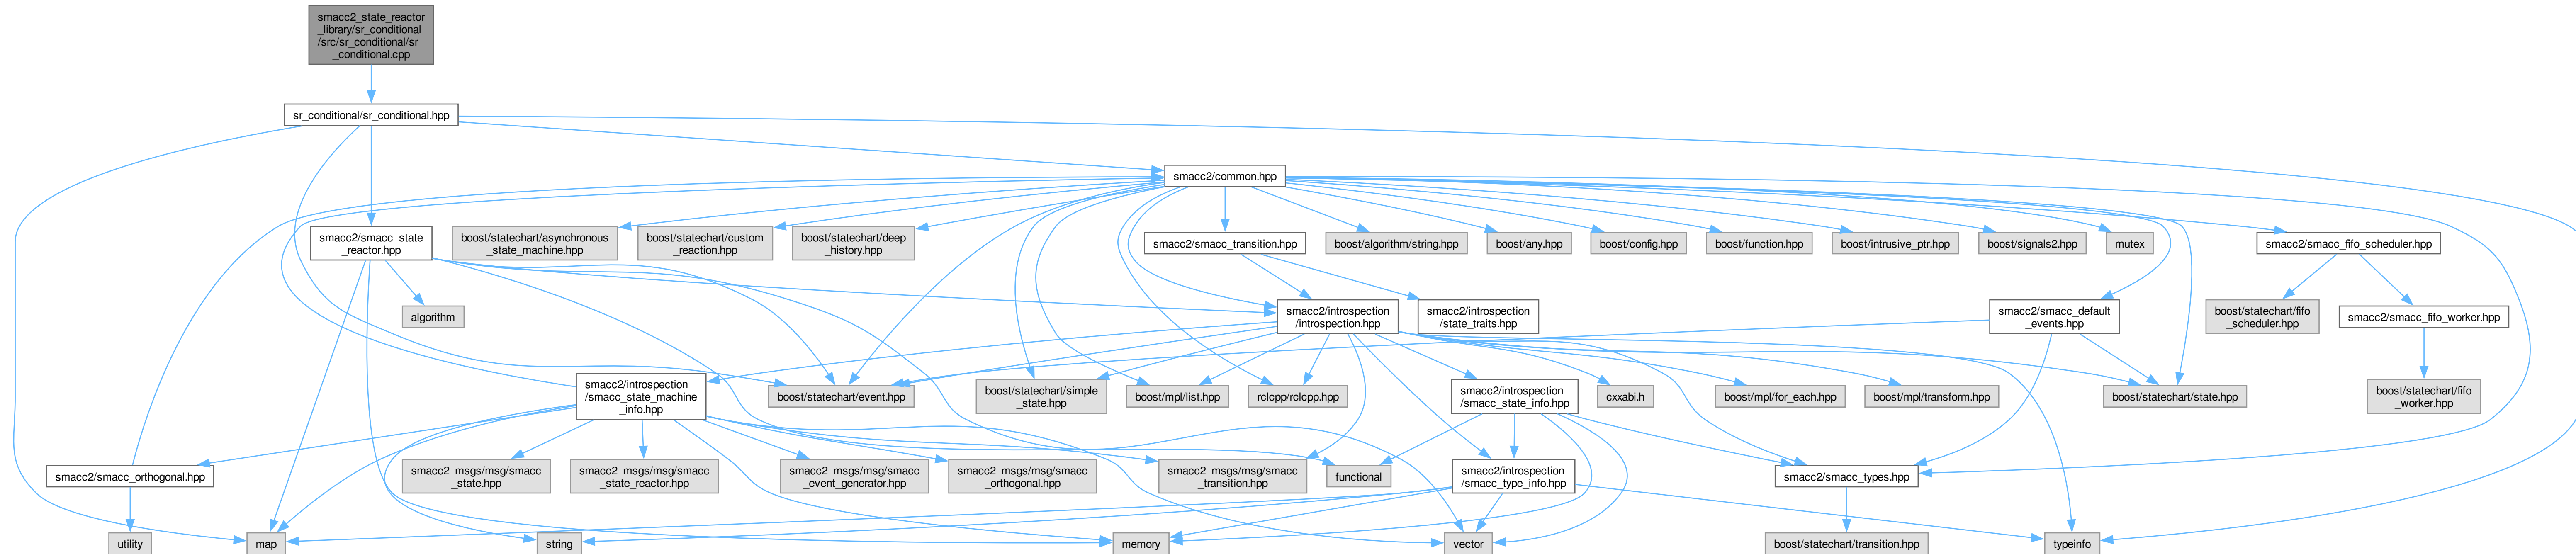 smacc2_state_reactor
_library/sr_conditional
/src/sr_conditional/sr
_conditional.cpp
sr_conditional/sr_conditional.hpp
smacc2/common.hpp
smacc2/smacc_state
_reactor.hpp
boost/statechart/asynchronous
_state_machine.hpp
boost/statechart/custom
_reaction.hpp
boost/statechart/deep
_history.hpp
smacc2/smacc_transition.hpp
boost/algorithm/string.hpp
boost/any.hpp
boost/config.hpp
boost/function.hpp
boost/intrusive_ptr.hpp
boost/signals2.hpp
mutex
smacc2/smacc_fifo_scheduler.hpp
algorithm
smacc2/introspection
/introspection.hpp
smacc2/introspection
/state_traits.hpp
smacc2/smacc_default
_events.hpp
boost/statechart/fifo
_scheduler.hpp
smacc2/smacc_fifo_worker.hpp
smacc2/introspection
/smacc_state_machine
_info.hpp
boost/statechart/event.hpp
boost/statechart/simple
_state.hpp
boost/mpl/list.hpp
rclcpp/rclcpp.hpp
smacc2/introspection
/smacc_state_info.hpp
cxxabi.h
boost/mpl/for_each.hpp
boost/mpl/transform.hpp
boost/statechart/state.hpp
boost/statechart/fifo
_worker.hpp
smacc2/smacc_orthogonal.hpp
smacc2_msgs/msg/smacc
_state.hpp
smacc2_msgs/msg/smacc
_state_reactor.hpp
smacc2_msgs/msg/smacc
_event_generator.hpp
smacc2_msgs/msg/smacc
_orthogonal.hpp
smacc2_msgs/msg/smacc
_transition.hpp
functional
smacc2/introspection
/smacc_type_info.hpp
smacc2/smacc_types.hpp
utility
map
string
memory
vector
boost/statechart/transition.hpp
typeinfo